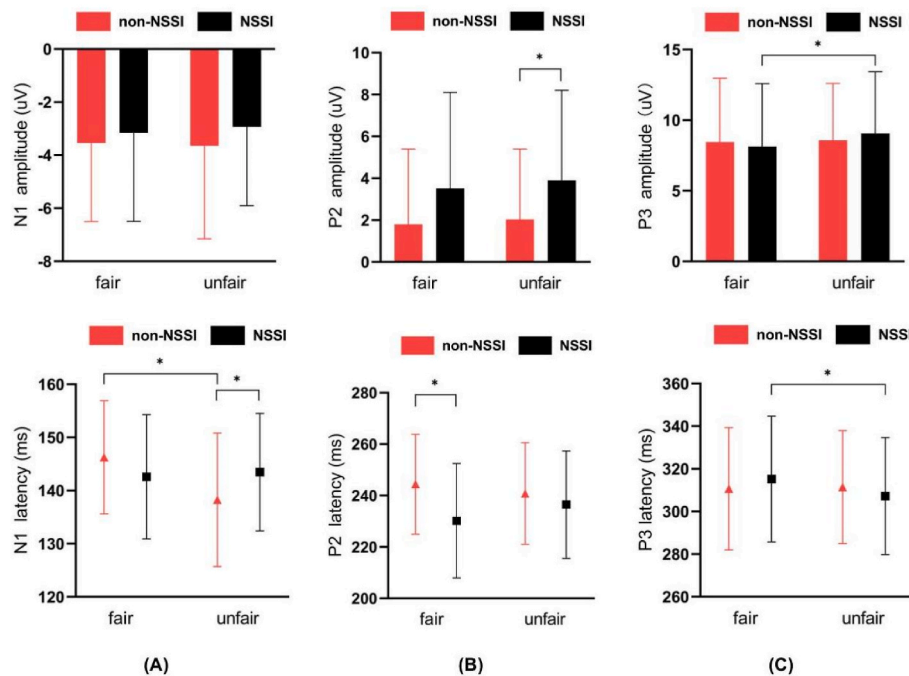 non-NSSI NSSI
0
-2
-4
-6
-8
N1 amplitude (uV)
fair unfair
non-NSSI NSSI
10
8
6
4
2
0
P2 amplitude (uV)
*
fair unfair
non-NSSI NSSI
15
10
5
0
P3 amplitude (uV)
*
fair unfair
non-NSSI NSSI
160
150
140
130
120
N1 latency (ms)
*
*
fair unfair
non-NSSI NSSI
280
260
240
220
200
P2 latency (ms)
*
fair unfair
non-NSSI NSSI
360
340
320
300
280
260
P3 latency (ms)
*
fair unfair
(A) (B) (C)